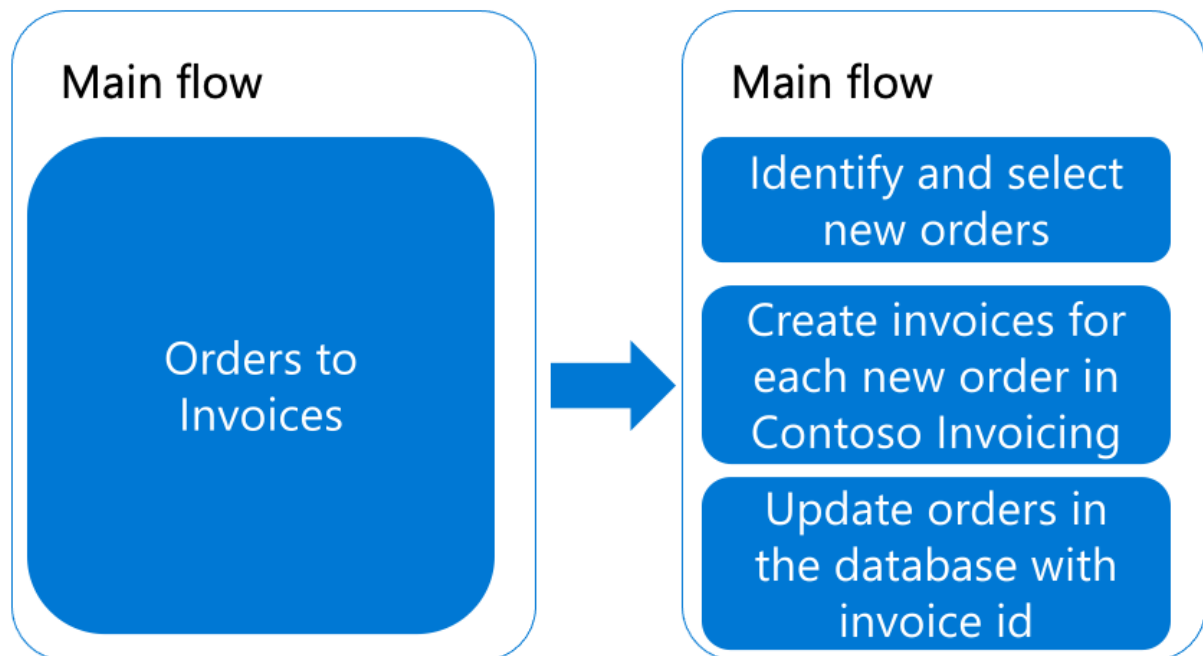 Main flow
Orders to
Invoices
Main flow
Identify and select
new orders
Create invoices for
each new order in
Contoso Invoicing
Update orders in
the database with
invoice id